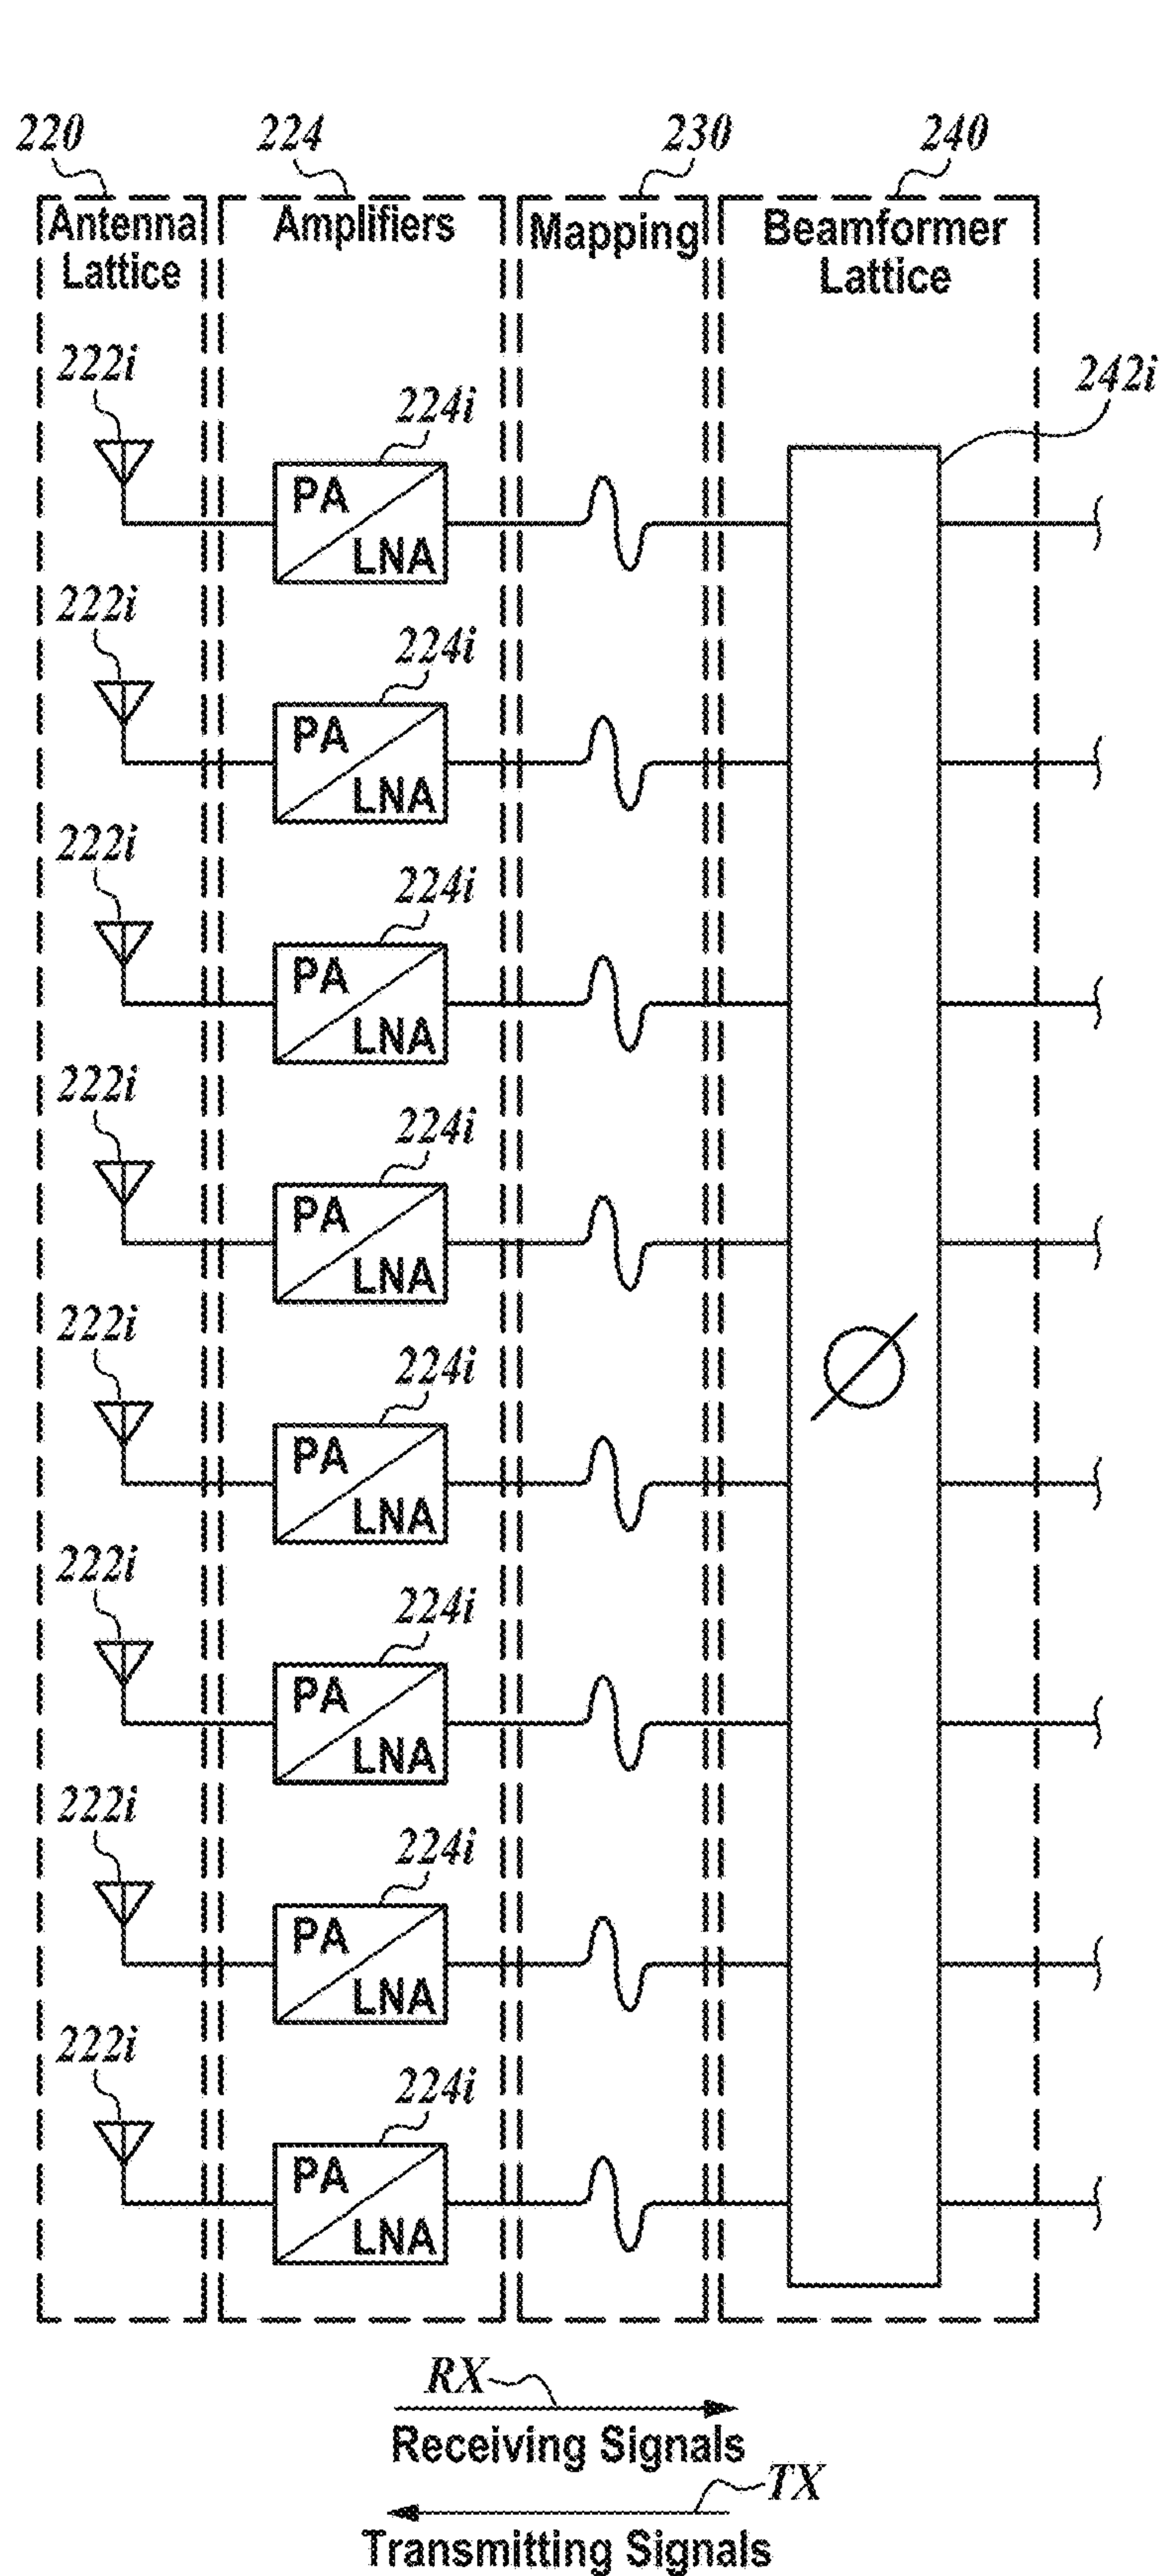 220 224 230 240
Antenna Amplifiers Mapping Beamformer
Lattice Lattice
222i 242i
224i
PA
LNA
222i
224i
PA
LNA
222i
224i
PA
LNA
222i
224i
PA
LNA
Ø
222i
224i
PA
LNA
222i
224i
PA
LNA
222i
224i
PA
LNA
222i
224i
PA
LNA
RX
Receiving Signals
TX
Transmitting Signals